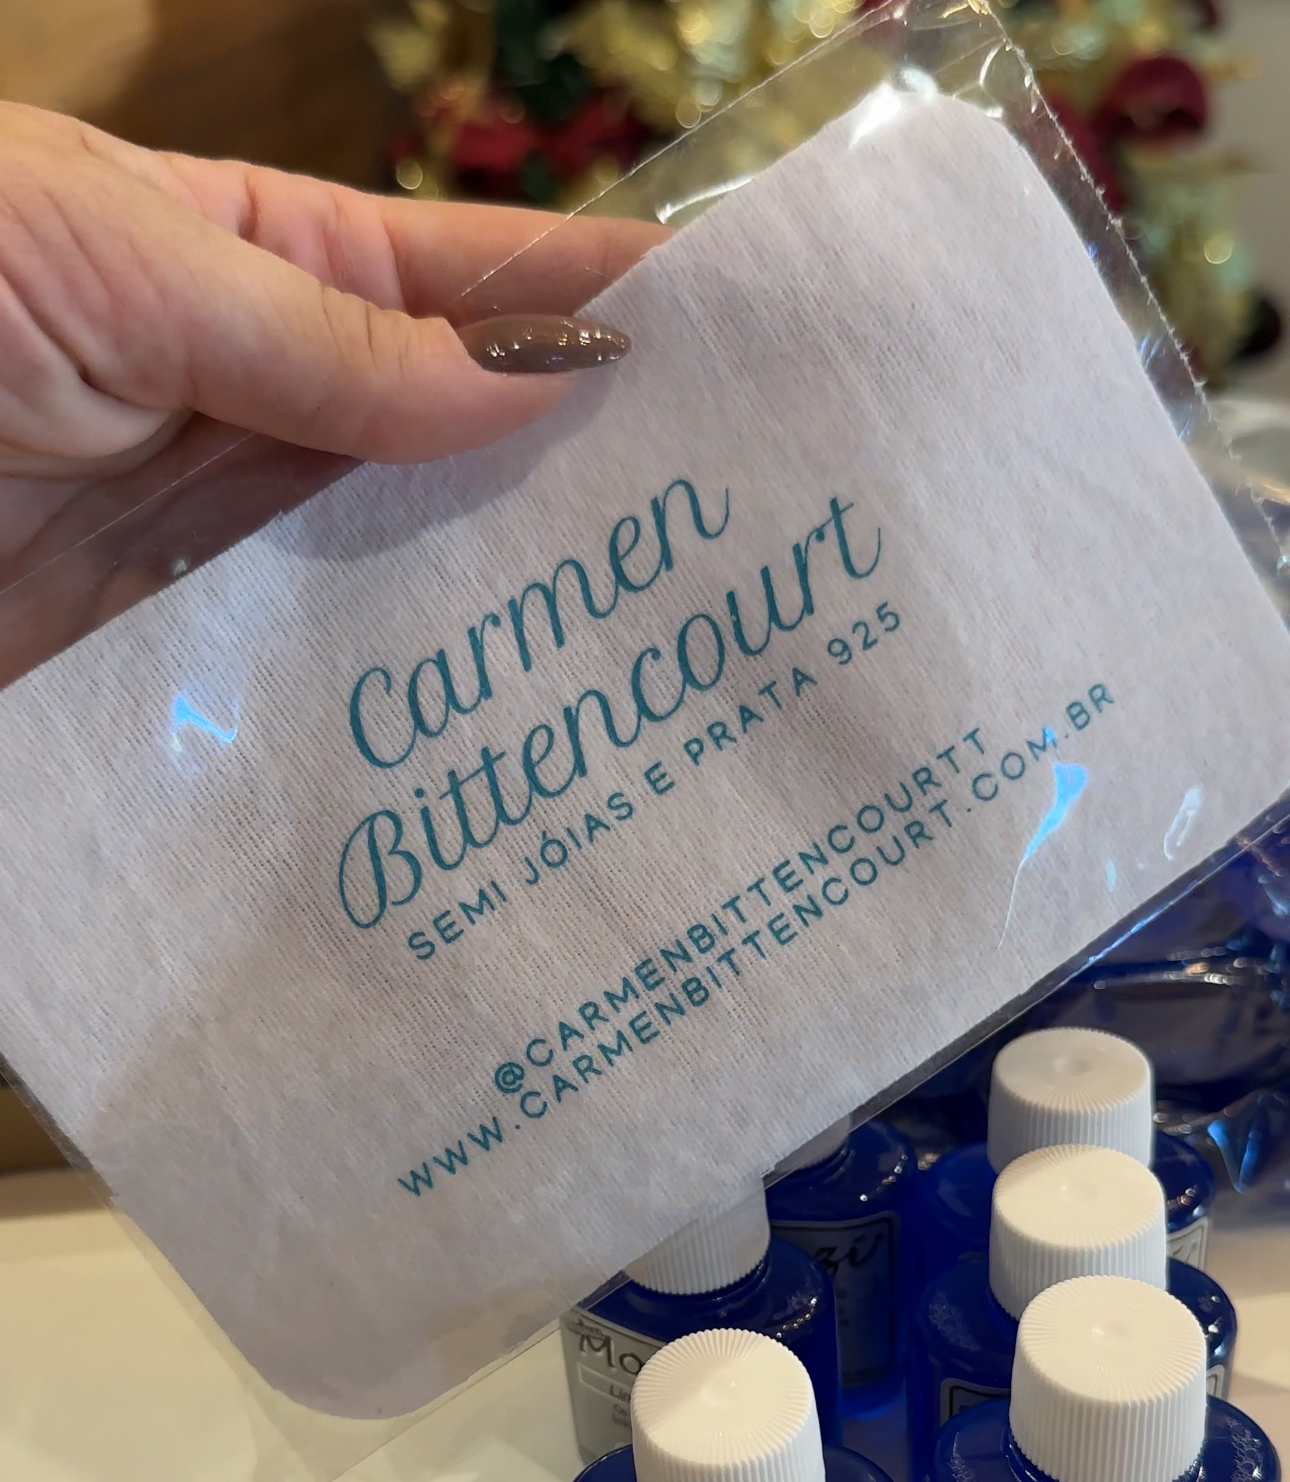 Carmen
Bittencourt
SEMI JÓIAS E PRATA 925
@CARMENBITTENCOURTT
WWW.CARMENBITTENCOURT.COM.BR